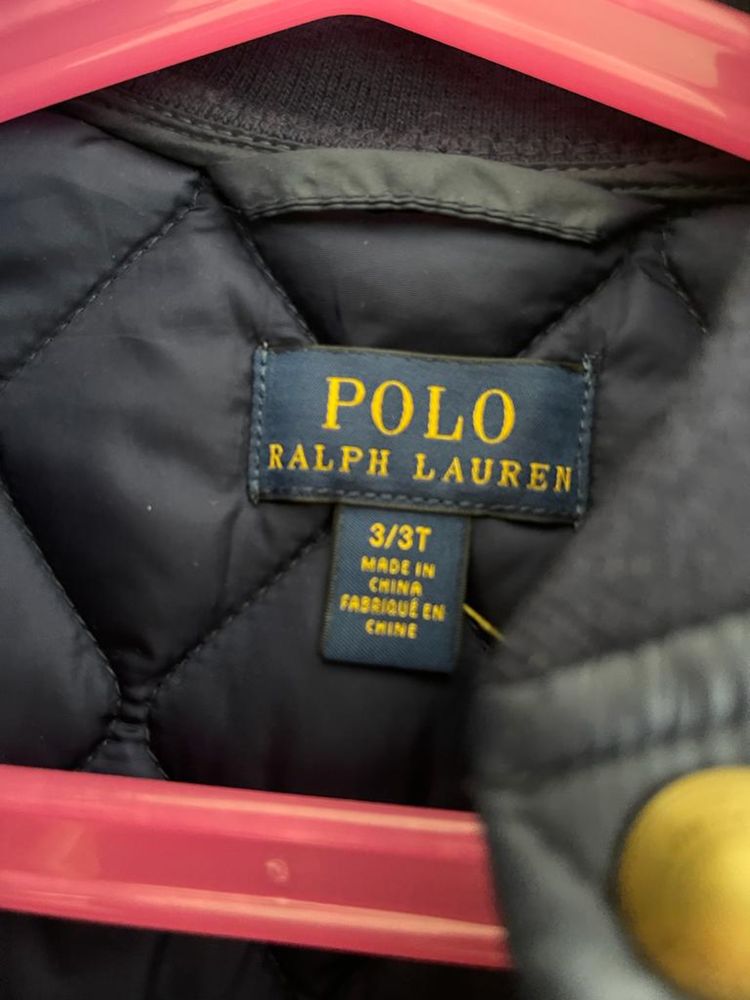 POLO
RALPH LAUREN
3/3T
MADE IN
CHINA
FABRIQUÉ EN
CHINE